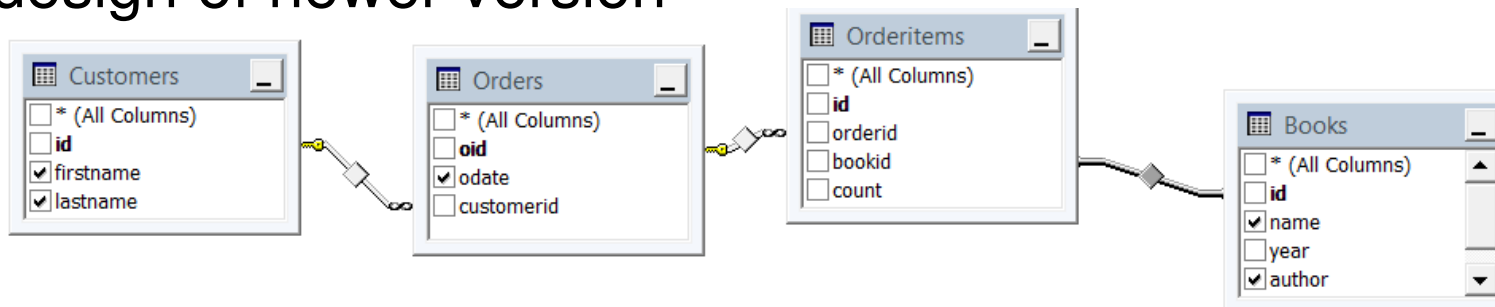 design of newer version
Customers
* (All Columns)
id
firstname
lastname
Orders
* (All Columns)
oid
odate
customerid
Orderitems
* (All Columns)
id
orderid
bookid
count
Books
* (All Columns)
id
name
year
author